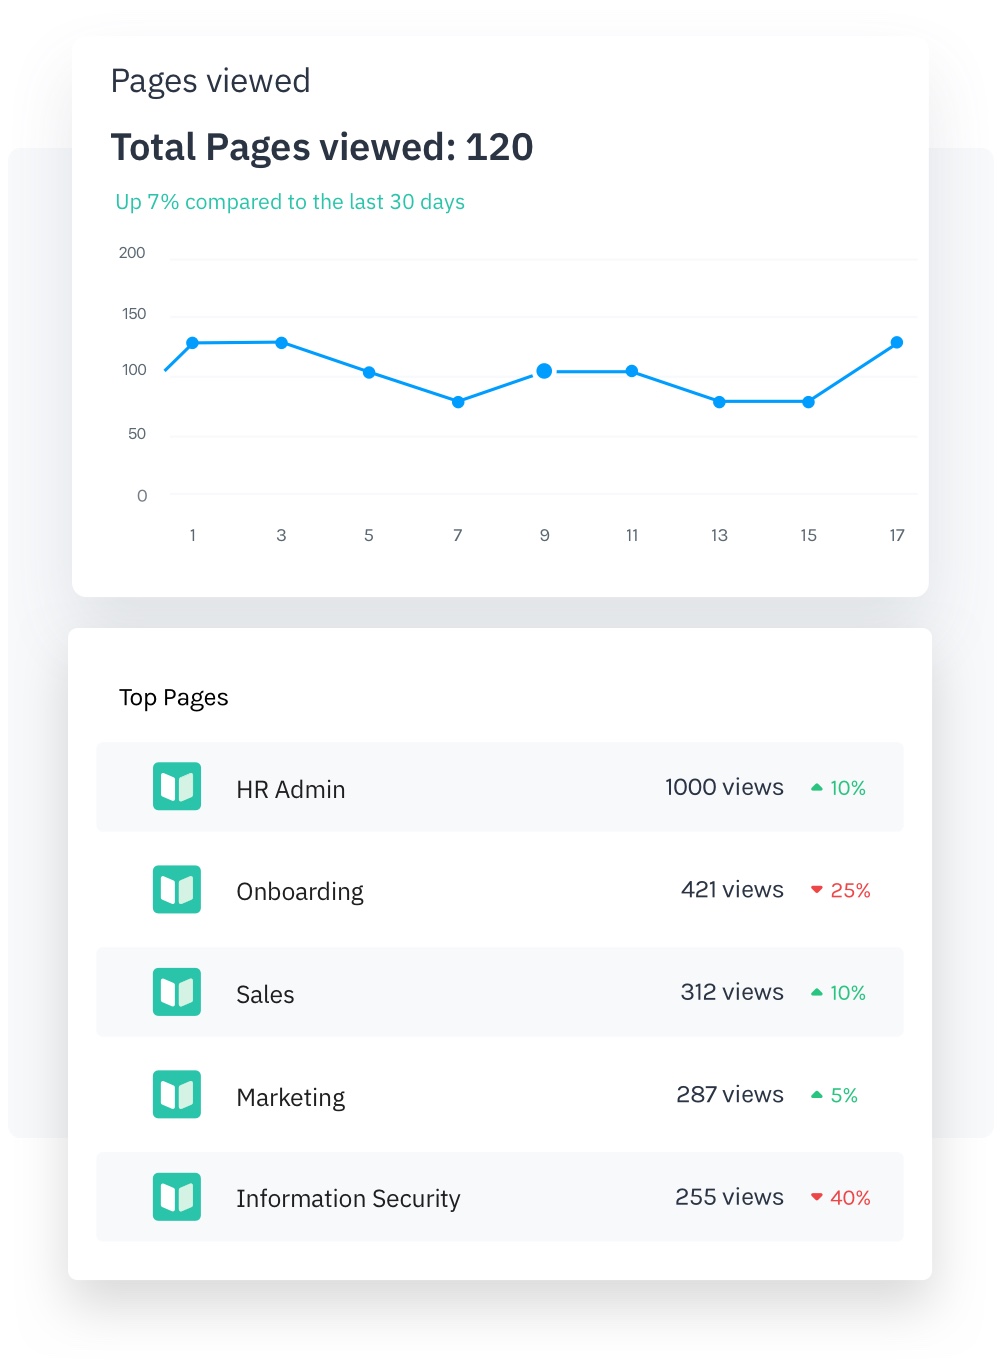 Pages viewed
Total Pages viewed: 120
Up 7% compared to the last 30 days
200
150
100
50
0
1 3 5 7 9 11 13 15 17
Top Pages
HR Admin 1000 views 10%
Onboarding 421 views 25%
Sales 312 views 10%
Marketing 287 views 5%
Information Security 255 views 40%